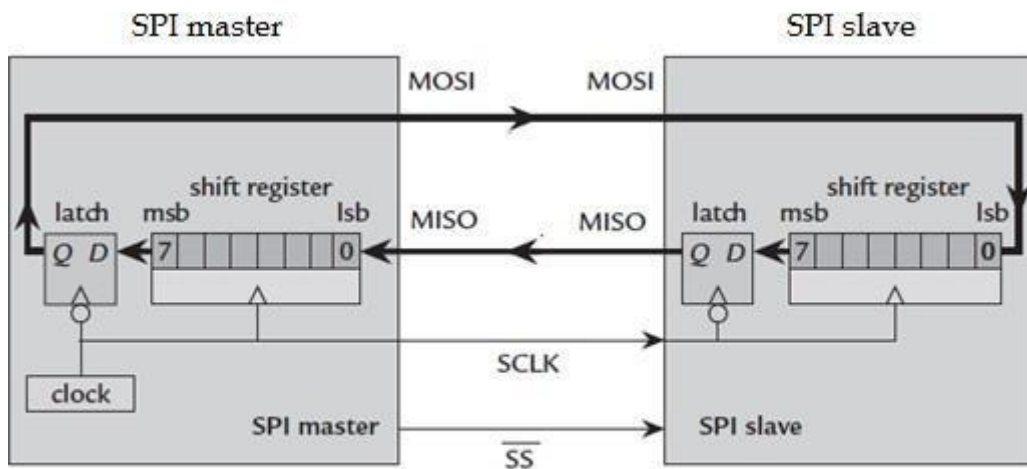 SPI master
SPI slave
MOSI
MOSI
shift register
shift register
latch
msb
lsb
MISO
MISO
latch
msb
lsb
Q D
7
0
Q D
7
0
SCLK
clock
SPI master
SS
SPI slave